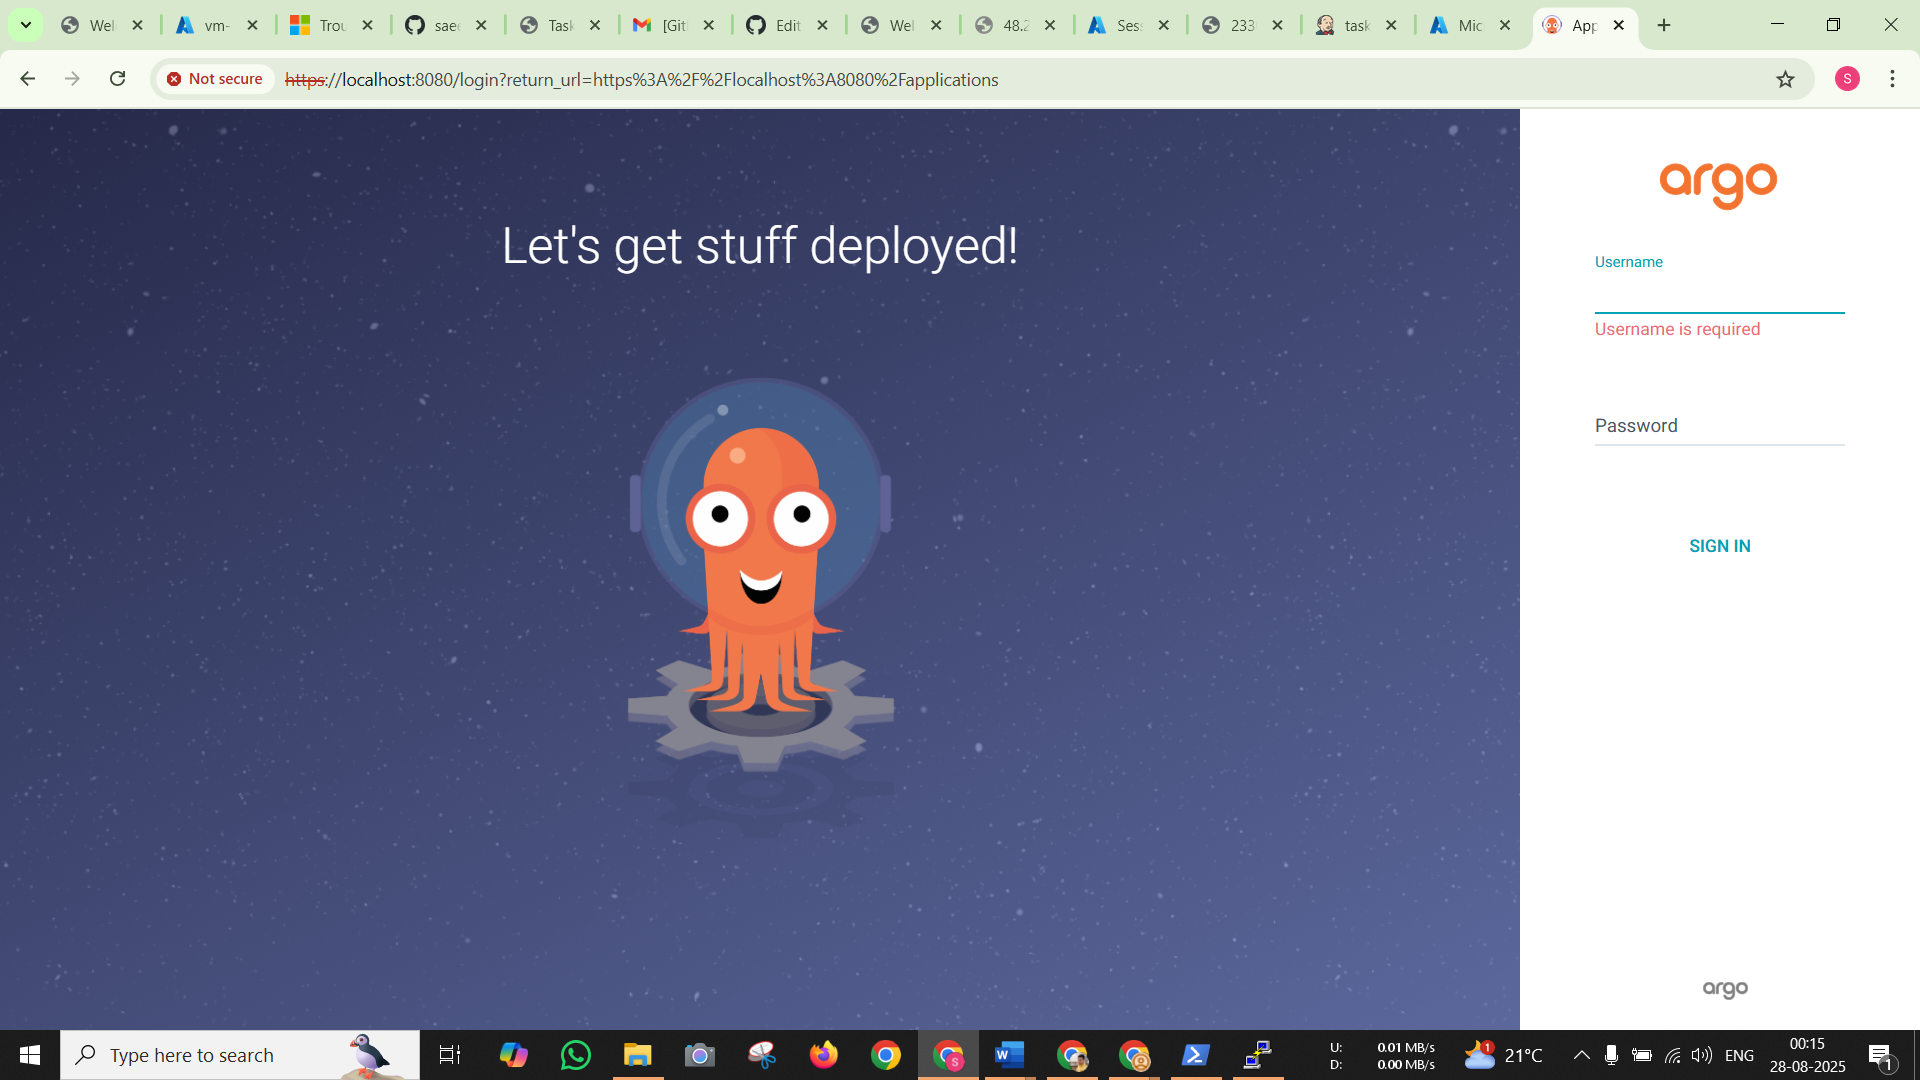 Wel
vm-
Trou
saee
Task
[Git
Edit
Wel
48.2
Ses
233
task
Mic
App
Not secure
https://localhost:8080/login?return_url=https%3A%2F%2Flocalhost%3A8080%2Fapplications
Let's get stuff deployed!
argo
Username
Username is required
Password
SIGN IN
argo
Type here to search
U: 0.01 MB/s
D: 0.00 MB/s
1
21°C
ENG
00:15
28-08-2025
1
S
S